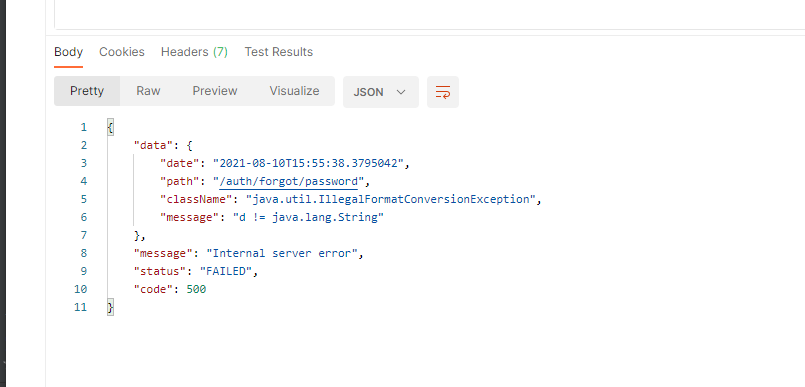 Body Cookies Headers (7) Test Results
Pretty Raw Preview Visualize JSON
1 {
2 "data": {
3 "date": "2021-08-10T15:55:38.3795042",
4 "path": "/auth/forgot/password",
5 "className": "java.util.IllegalFormatConversionException",
6 "message": "d != java.lang.String"
7 },
8 "message": "Internal server error",
9 "status": "FAILED",
10 "code": 500
11 }